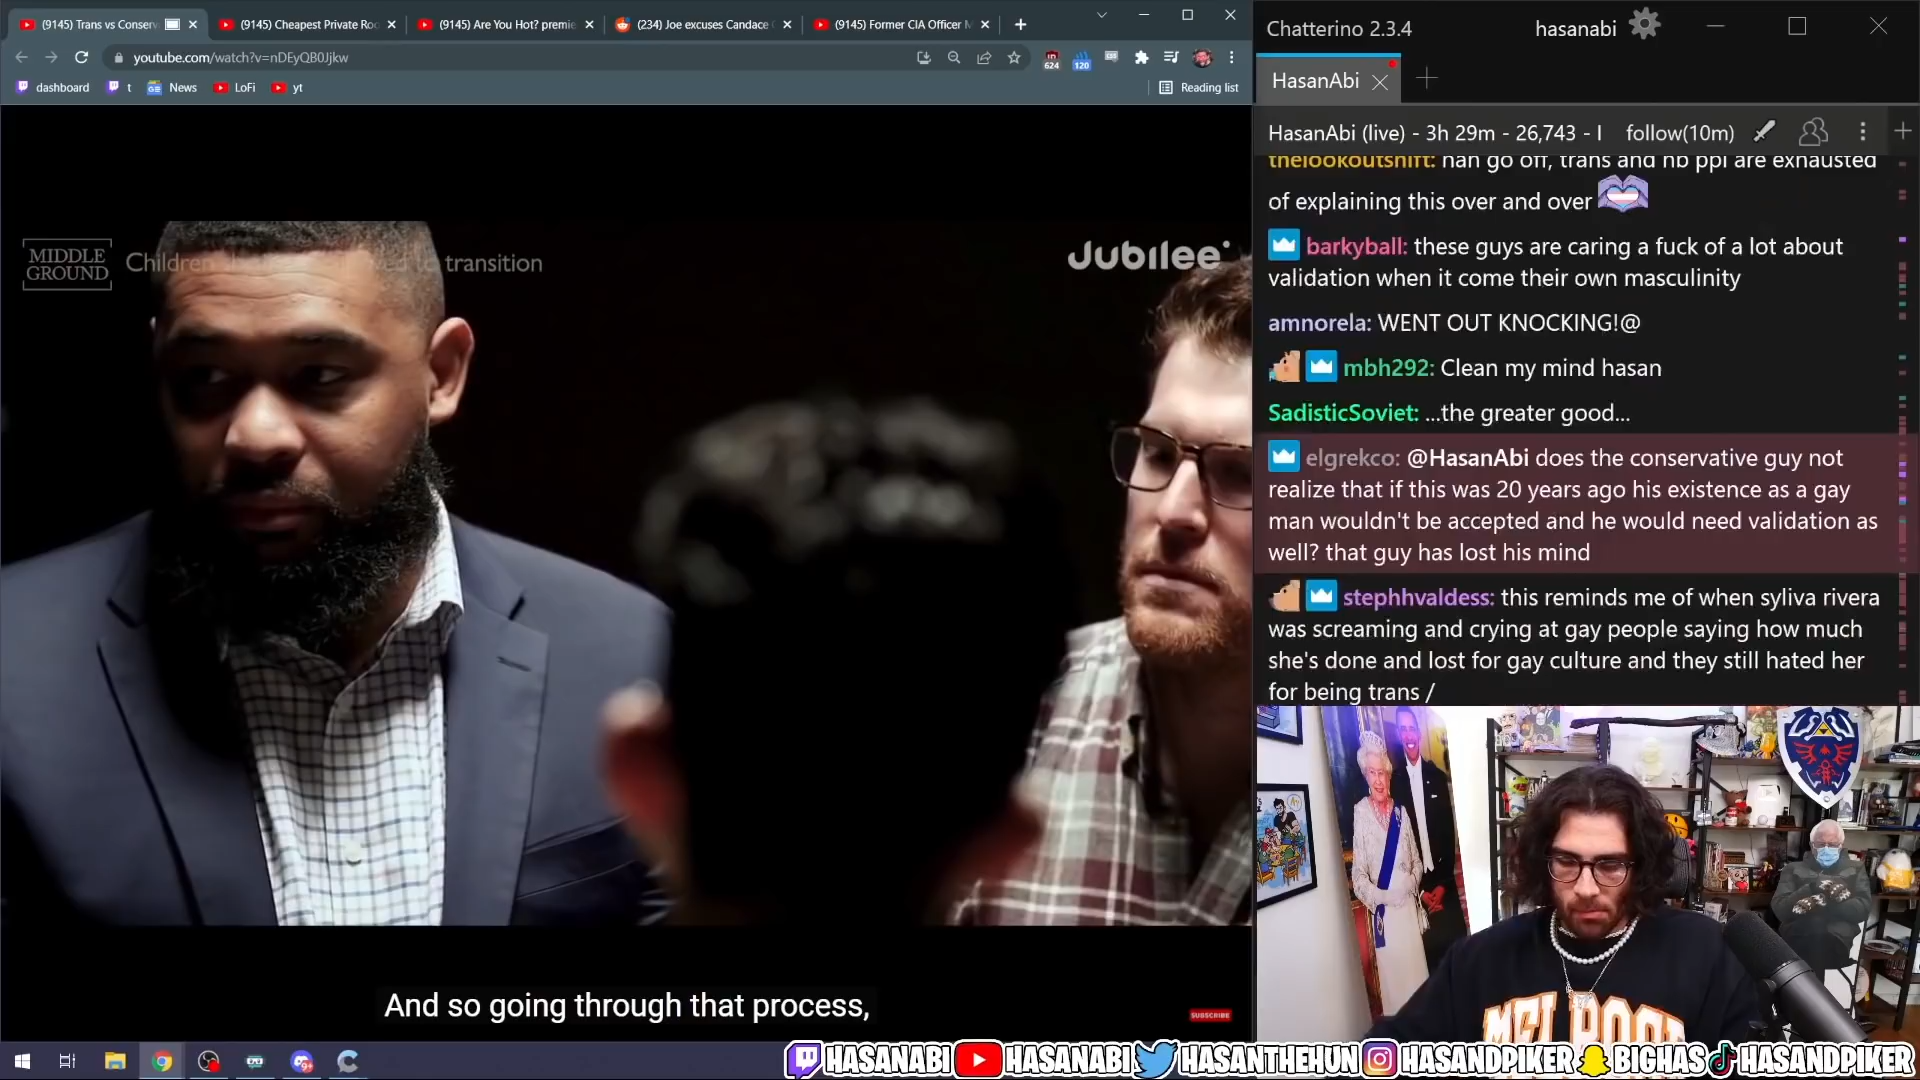 (9145) Trans vs Conserv
(9145) Cheapest Private Roo
(9145) Are You Hot? premie
(234) Joe excuses Candace
(9145) Former CIA Officer
youtube.com/watch?v=nDEyQB0Jjkw
624
120
dashboard
t
News
LoFi
yt
Reading list
MIDDLE
GROUND
Children
to transition
Jubilee
And so going through that process,
SUBSCRIBE
Chatterino 2.3.4
hasanabi
HasanAbi
HasanAbi (live) - 3h 29m - 26,743 - I
follow(10m)
thelookoutshift: nah go off, trans and nb ppl are exhausted
of explaining this over and over
barkyball: these guys are caring a fuck of a lot about
validation when it come their own masculinity
amnorela: WENT OUT KNOCKING!@
mbh292: Clean my mind hasan
SadisticSoviet: ...the greater good...
elgrekco: @HasanAbi does the conservative guy not
realize that if this was 20 years ago his existence as a gay
man wouldn't be accepted and he would need validation as
well? that guy has lost his mind
stephhvaldess: this reminds me of when syliva rivera
was screaming and crying at gay people saying how much
she's done and lost for gay culture and they still hated her
for being trans /
HASANABI
HASANABI
HASANTHEHUN
HASANDPIKER
BIGHAS
HASANDPIKER